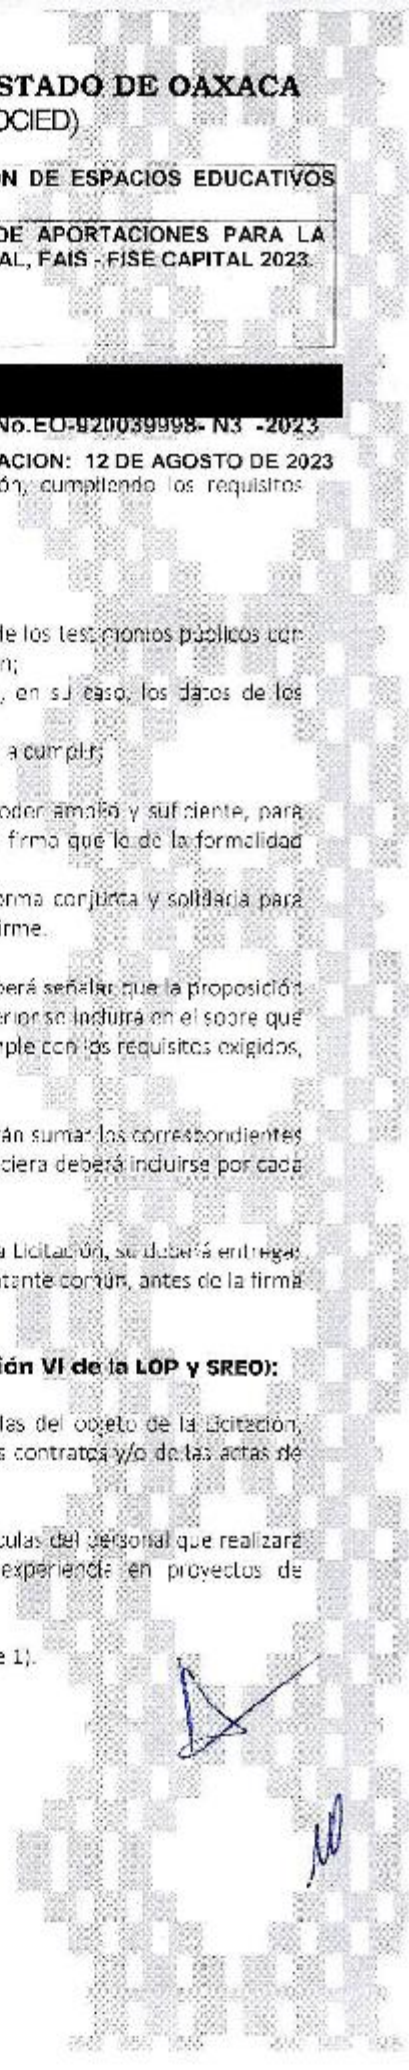 STADO DE OAXACA
OCIED)
N DE ESPACIOS EDUCATIVOS
DE APORTACIONES PARA LA
AL, FAIS - FISE CAPITAL 2023.
No.EO-920039998- N3 -2023
ACION: 12 DE AGOSTO DE 2023
ón, cumpliendo los requisitos
de los testimonios públicos con
n;
, en su caso, los datos de los
a cumplir;
oder amplio y suficiente, para
firma que le de la formalidad
orma conjunta y solidaria para
irme.
berá señalar que la proposición
erior se incluirá en el sobre que
mple con los requisitos exigidos,
rán sumar los correspondientes
ciera deberá incluirse por cada
a Licitación, se deberá entregar
ntante común, antes de la firma
ión VI de la LOP y SREO):
las del objeto de la Licitación,
s contratos y/o de las actas de
culas del personal que realizará
experiencia en proyectos de
e 1).